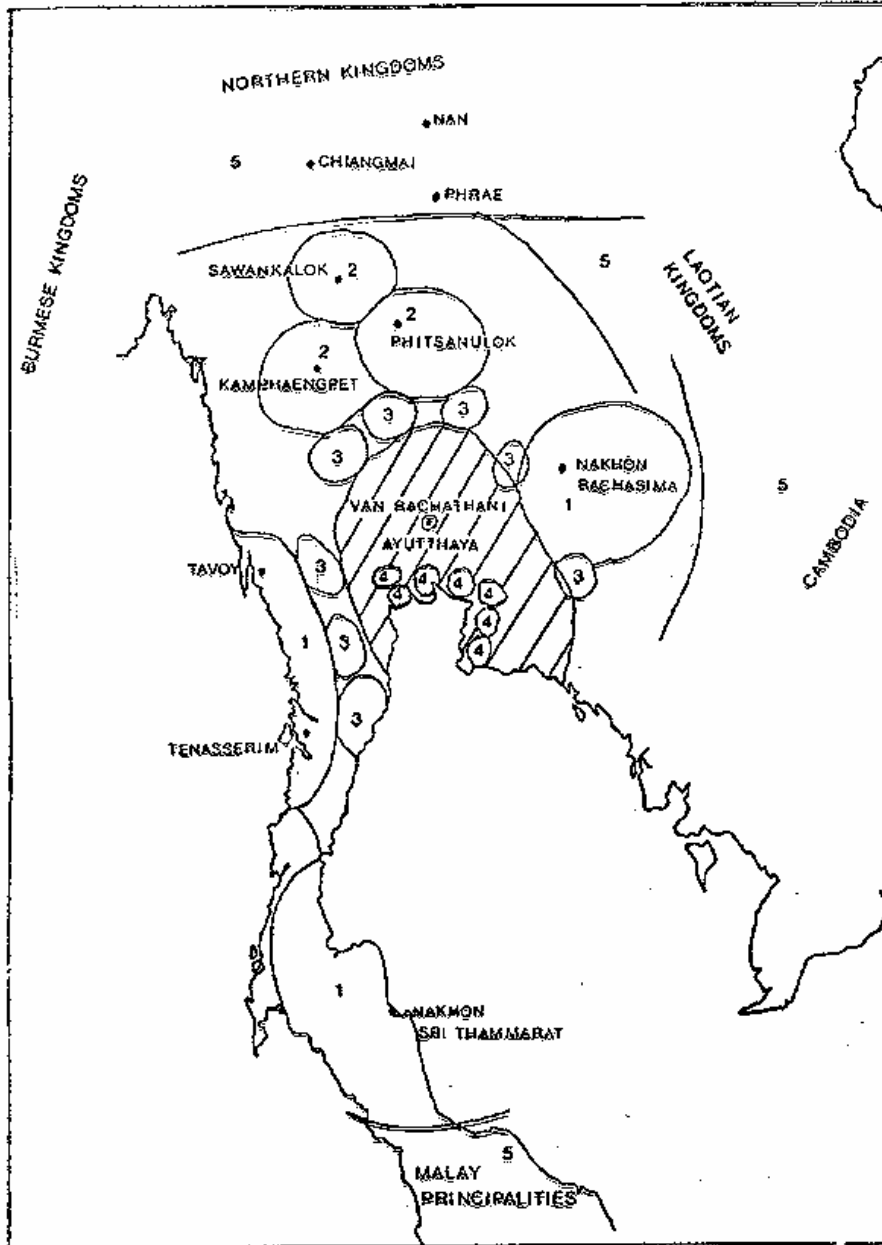 NORTHERN KINGDOMS
NAN
5
CHIANGMAI
PHRAE
BURMESE KINGDOMS
5
LAOTIAN
KINGDOMS
SAWANKALOK
2
2
PHITSANULOK
2
KAMPHAENGPET
3
3
3
3
NAKHON
RACHASIMA
1
5
CAMBODIA
VAN RACHATHANI
AYUTTHAYA
TAVOY
3
3
4
4
4
4
4
4
4
1
3
3
TENASSERIM
1
NAKHON
SRI THAMMARAT
5
MALAY
PRINCIPALITIES